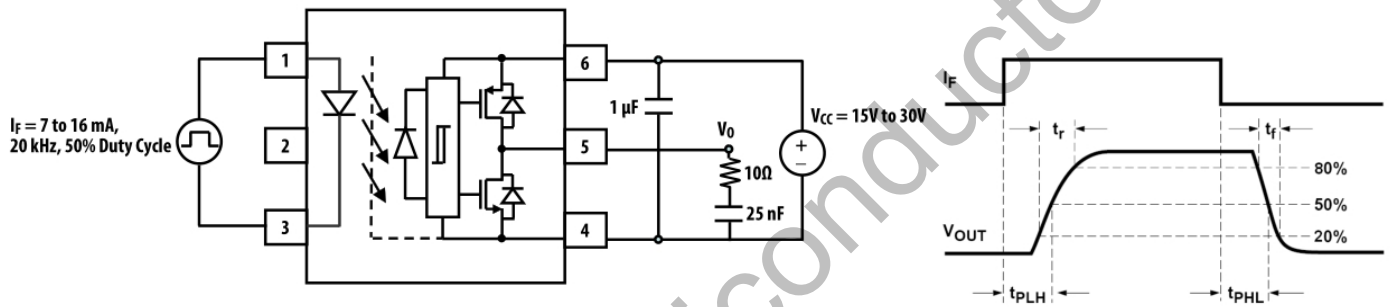 1
6
I_F = 7 to 16 mA,
20 kHz, 50% Duty Cycle
2
5
3
4
1 µF
V_O
10Ω
25 nF
V_CC = 15V to 30V
+
−
I_F
t_r
t_f
80%
50%
20%
V_OUT
t_PLH
t_PHL